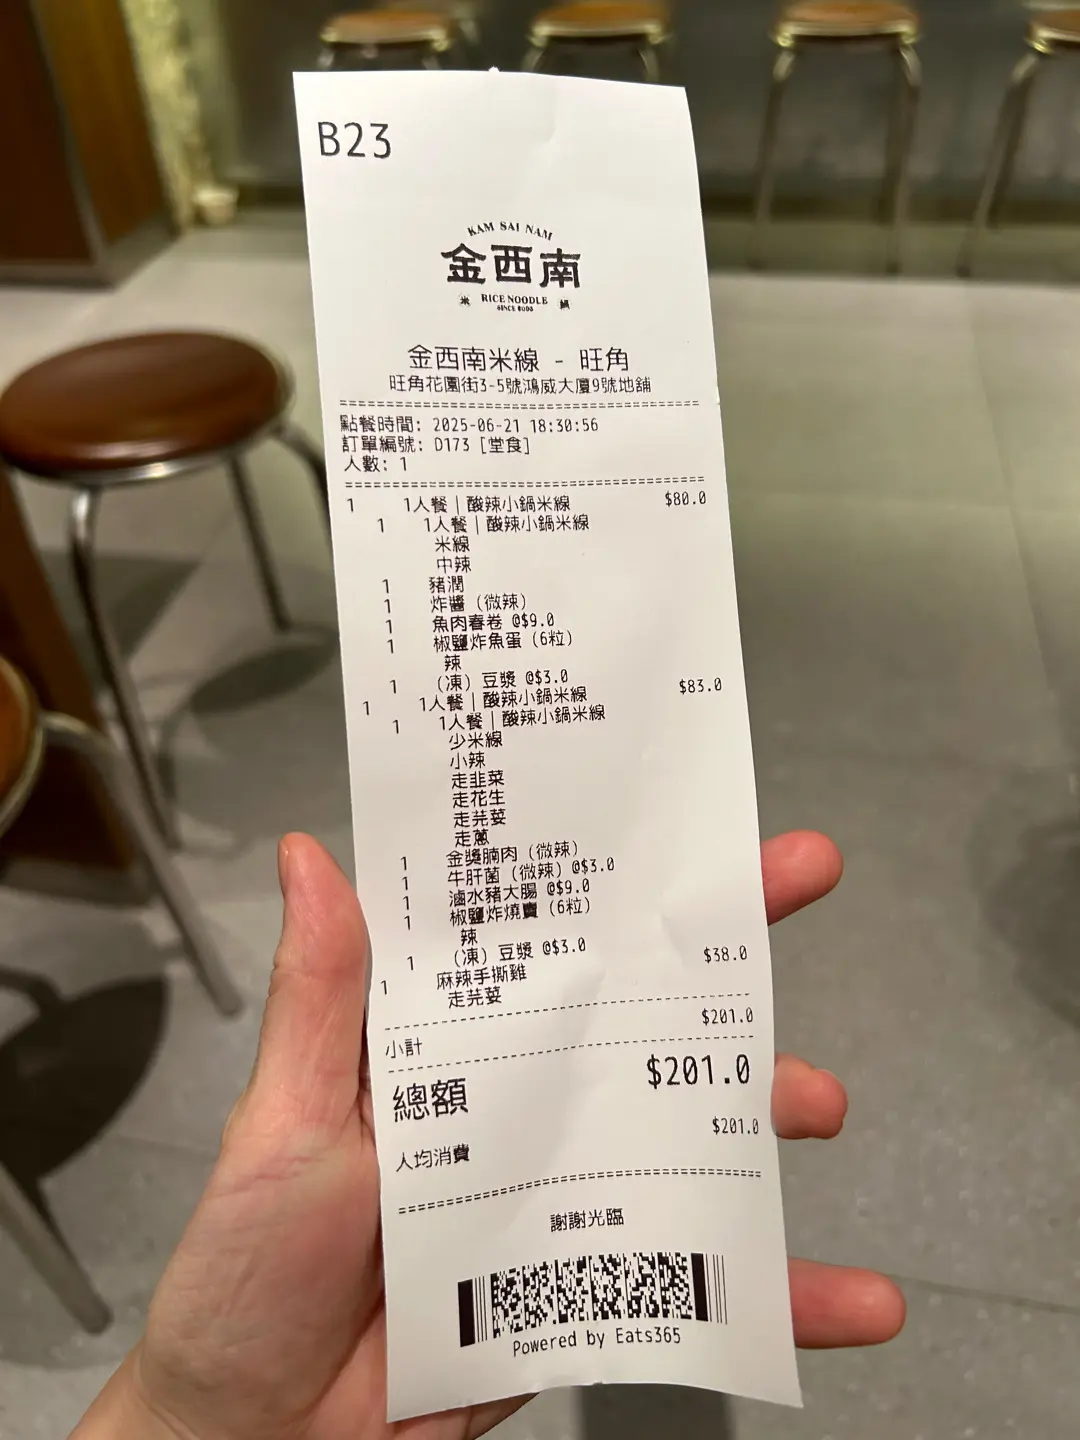 B23
KAM SAI NAM
金西南
米 RICE NOODLE 鍋
SINCE
金西南米線 - 旺角
旺角花園街3-5號鴻威大廈9號地舖
點餐時間: 2025-06-21 18:30:56
訂單編號: D173 [堂食]
人數: 1
1 1人餐｜酸辣小鍋米線 $80.0
1 1人餐｜酸辣小鍋米線
米線
中辣
1 豬潤
1 炸醬 (微辣)
1 魚肉春卷 @$9.0
1 椒鹽炸魚蛋 (6粒)
辣
1 (凍) 豆漿 @$3.0
1 1人餐｜酸辣小鍋米線 $83.0
1 1人餐｜酸辣小鍋米線
少米線
小辣
走韭菜
走花生
走芫荽
走蔥
1 金獎腩肉 (微辣)
1 牛肝菌 (微辣) @$3.0
1 滷水豬大腸 @$9.0
1 椒鹽炸燒賣 (6粒)
辣
1 (凍) 豆漿 @$3.0
1 麻辣手撕雞 $38.0
走芫荽
小計 $201.0
總額 $201.0
人均消費 $201.0
謝謝光臨
Powered by Eats365